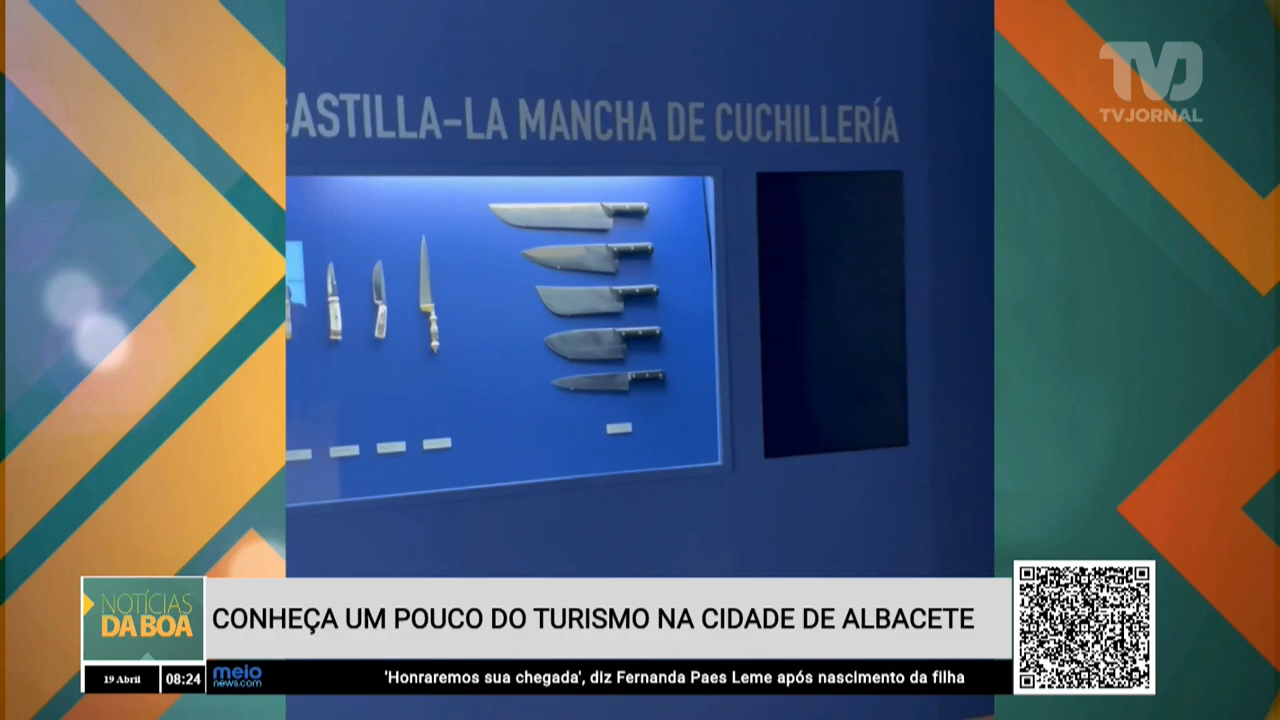 TVJ
TVJORNAL
CASTILLA-LA MANCHA DE CUCHILLERÍA
NOTÍCIAS
DA BOA
CONHEÇA UM POUCO DO TURISMO NA CIDADE DE ALBACETE
19 Abril
08:24
meio
news.com
'Honraremos sua chegada', diz Fernanda Paes Leme após nascimento da filha